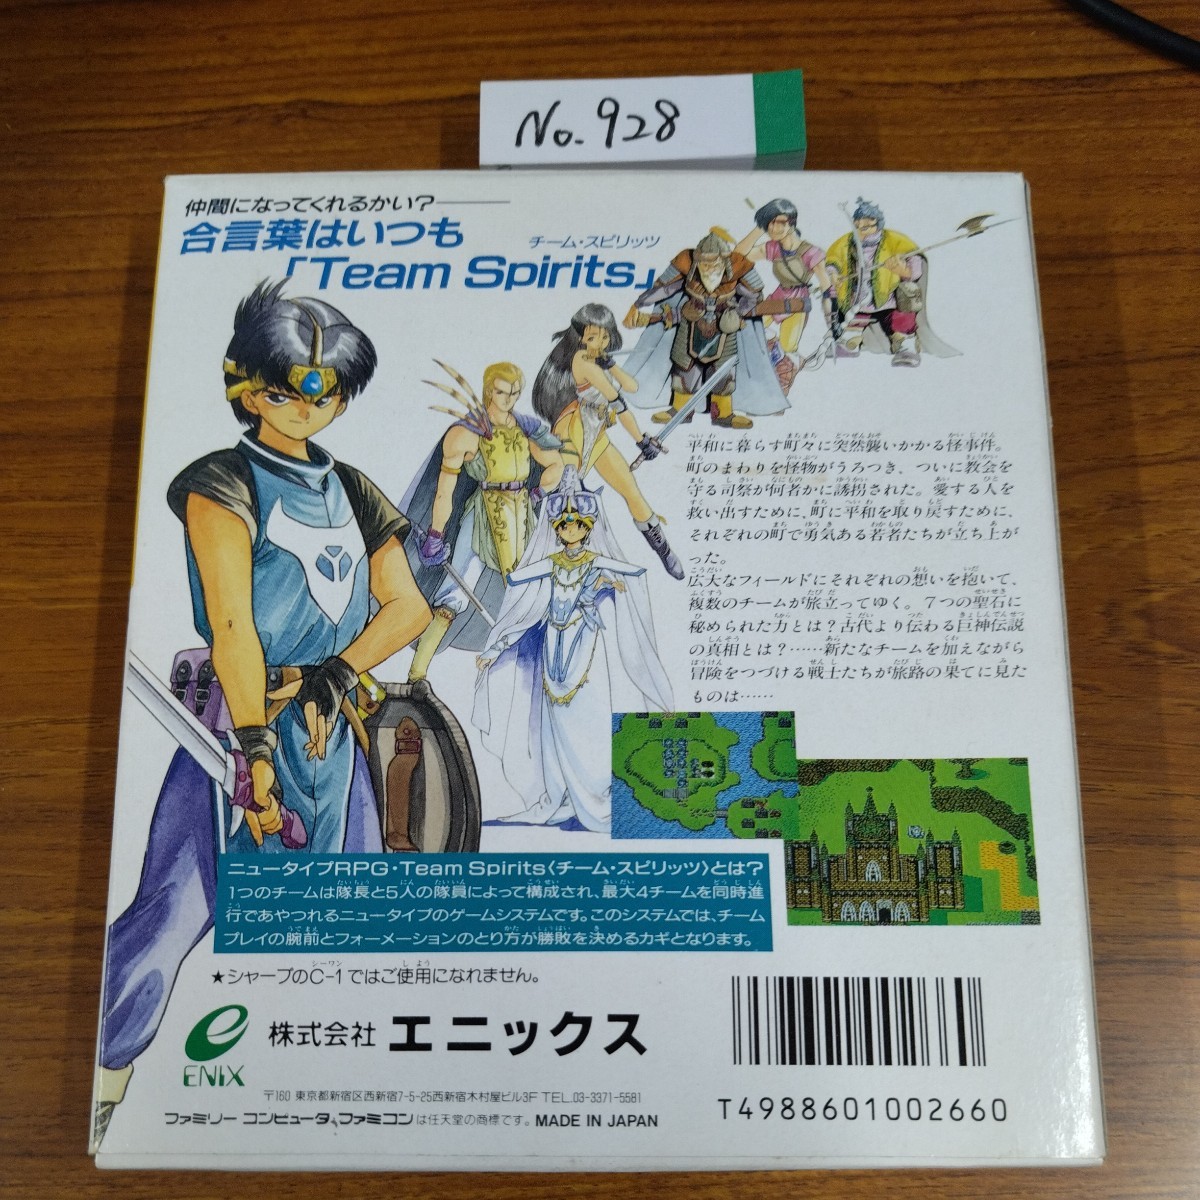 No.928
仲間になってくれるかい?
合言葉はいつも
チーム・スピリッツ
「Team Spirits」
平和に暮らす町々に突然襲いかかる怪事件。
町のまわりを怪物がうろつき、ついに教会を
守る司祭が何者かに誘拐された。愛する人を
救い出すために、町に平和を取り戻すために、
それぞれの町で勇気ある若者たちが立ち上が
った。
広大なフィールドにそれぞれの想いを抱いて、
複数のチームが旅立ってゆく。7つの聖石に
秘められた力とは?古代より伝わる巨神伝説
の真相とは?……新たなチームを加えながら
冒険をつづける戦士たちが旅路の果てに見た
ものは……
ニュータイプRPG・Team Spirits〈チーム・スピリッツ〉とは?
1つのチームは隊長と5人の隊員によって構成され、最大4チームを同時進
行であやつれるニュータイプのゲームシステムです。このシステムでは、チーム
プレイの腕前とフォーメーションのとり方が勝敗を決めるカギとなります。
★シャープのC-1ではご使用になれません。
ENIX
株式会社 エニックス
〒160 東京都新宿区西新宿7-5-25西新宿木村屋ビル3F TEL.03-3371-5581
ファミリー コンピュータ、ファミコンは任天堂の商標です。 MADE IN JAPAN
T4988601002660